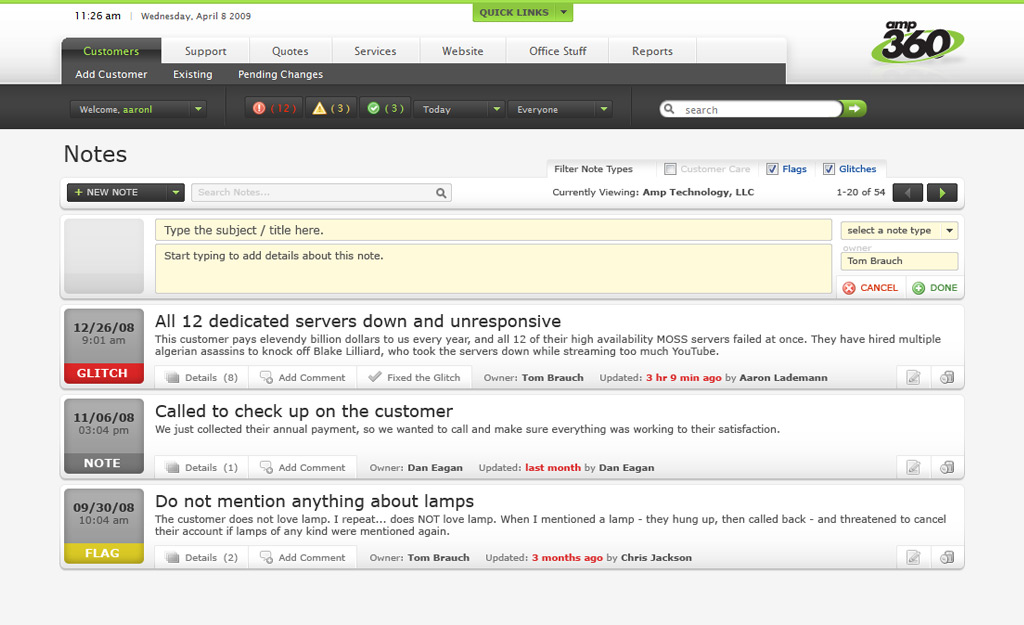 11:26 am | Wednesday, April 8 2009
QUICK LINKS
amp
360
Customers Support Quotes Services Website Office Stuff Reports
Add Customer Existing Pending Changes
Welcome, aaronl ( 12 ) ( 3 ) ( 3 ) Today Everyone search
Notes
Filter Note Types Customer Care Flags Glitches
+ NEW NOTE Search Notes... Currently Viewing: Amp Technology, LLC 1-20 of 54
Type the subject / title here. select a note type
owner
Start typing to add details about this note. Tom Brauch
CANCEL DONE
12/26/08 All 12 dedicated servers down and unresponsive
9:01 am This customer pays elevendy billion dollars to us every year, and all 12 of their high availability MOSS servers failed at once. They have hired multiple
algerian asassins to knock off Blake Lilliard, who took the servers down while streaming too much YouTube.
GLITCH Details (8) Add Comment Fixed the Glitch Owner: Tom Brauch Updated: 3 hr 9 min ago by Aaron Lademann
11/06/08 Called to check up on the customer
03:04 pm We just collected their annual payment, so we wanted to call and make sure everything was working to their satisfaction.
NOTE Details (1) Add Comment Owner: Dan Eagan Updated: last month by Dan Eagan
09/30/08 Do not mention anything about lamps
10:04 am The customer does not love lamp. I repeat... does NOT love lamp. When I mentioned a lamp - they hung up, then called back - and threatened to cancel
their account if lamps of any kind were mentioned again.
FLAG Details (2) Add Comment Owner: Tom Brauch Updated: 3 months ago by Chris Jackson